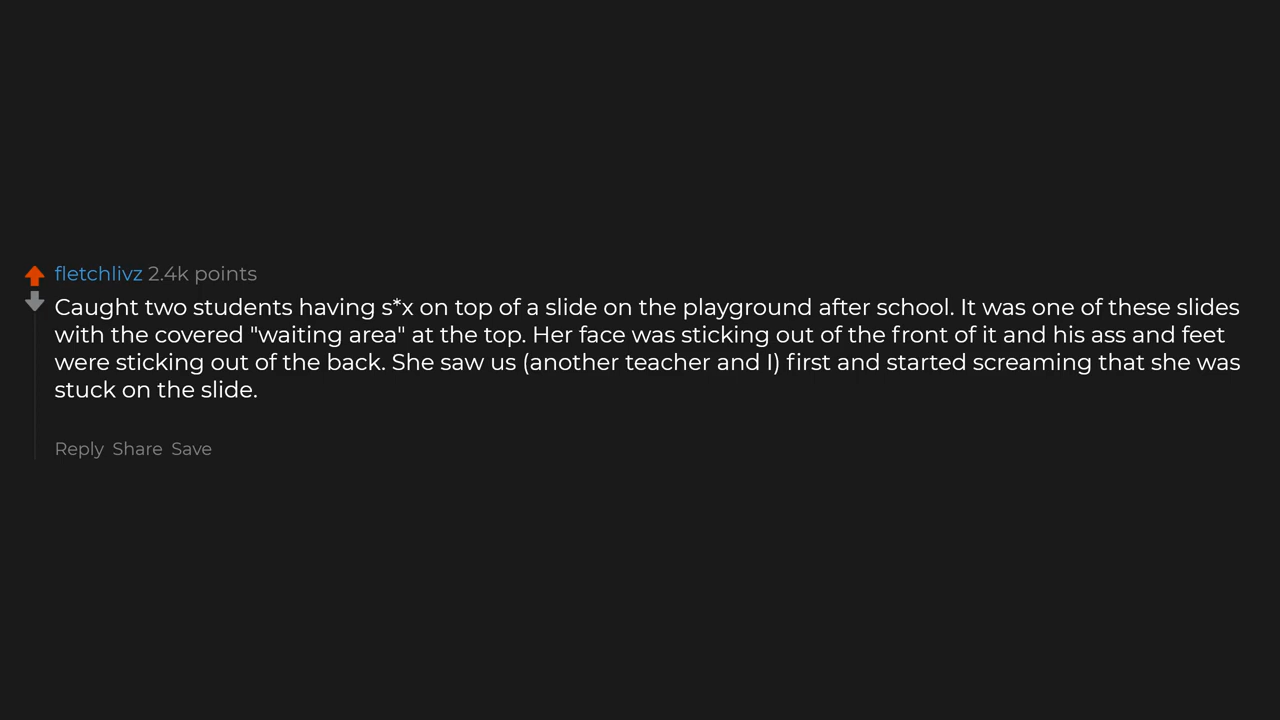 fletchlivz 2.4k points
Caught two students having s*x on top of a slide on the playground after school. It was one of these slides
with the covered "waiting area" at the top. Her face was sticking out of the front of it and his ass and feet
were sticking out of the back. She saw us (another teacher and I) first and started screaming that she was
stuck on the slide.
Reply Share Save